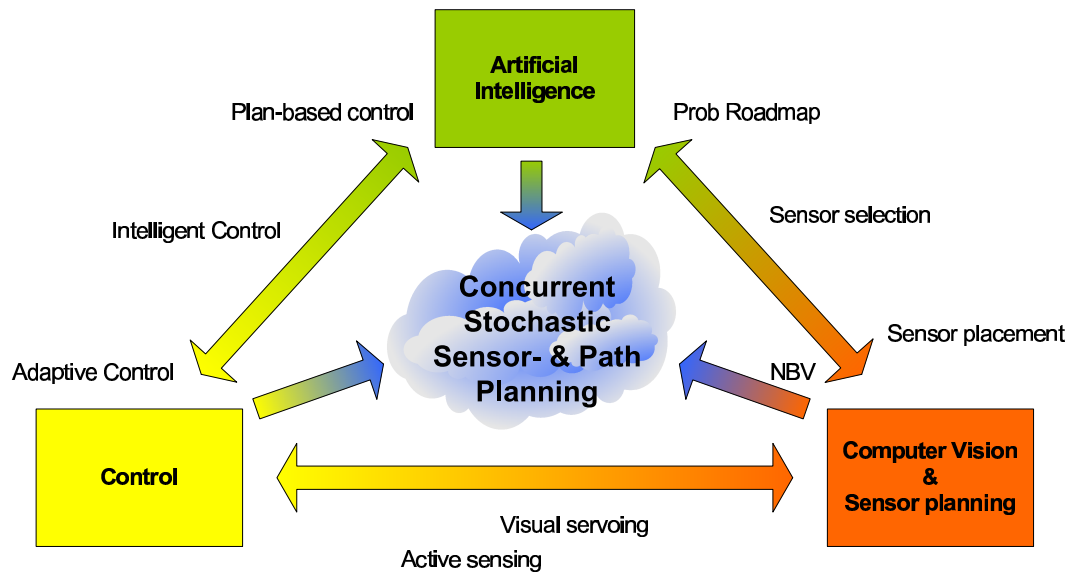 Artificial
Intelligence
Plan-based control
Prob Roadmap
Intelligent Control
Sensor selection
Concurrent
Stochastic
Sensor- & Path
Planning
Sensor placement
Adaptive Control
NBV
Control
Computer Vision
&
Sensor planning
Visual servoing
Active sensing